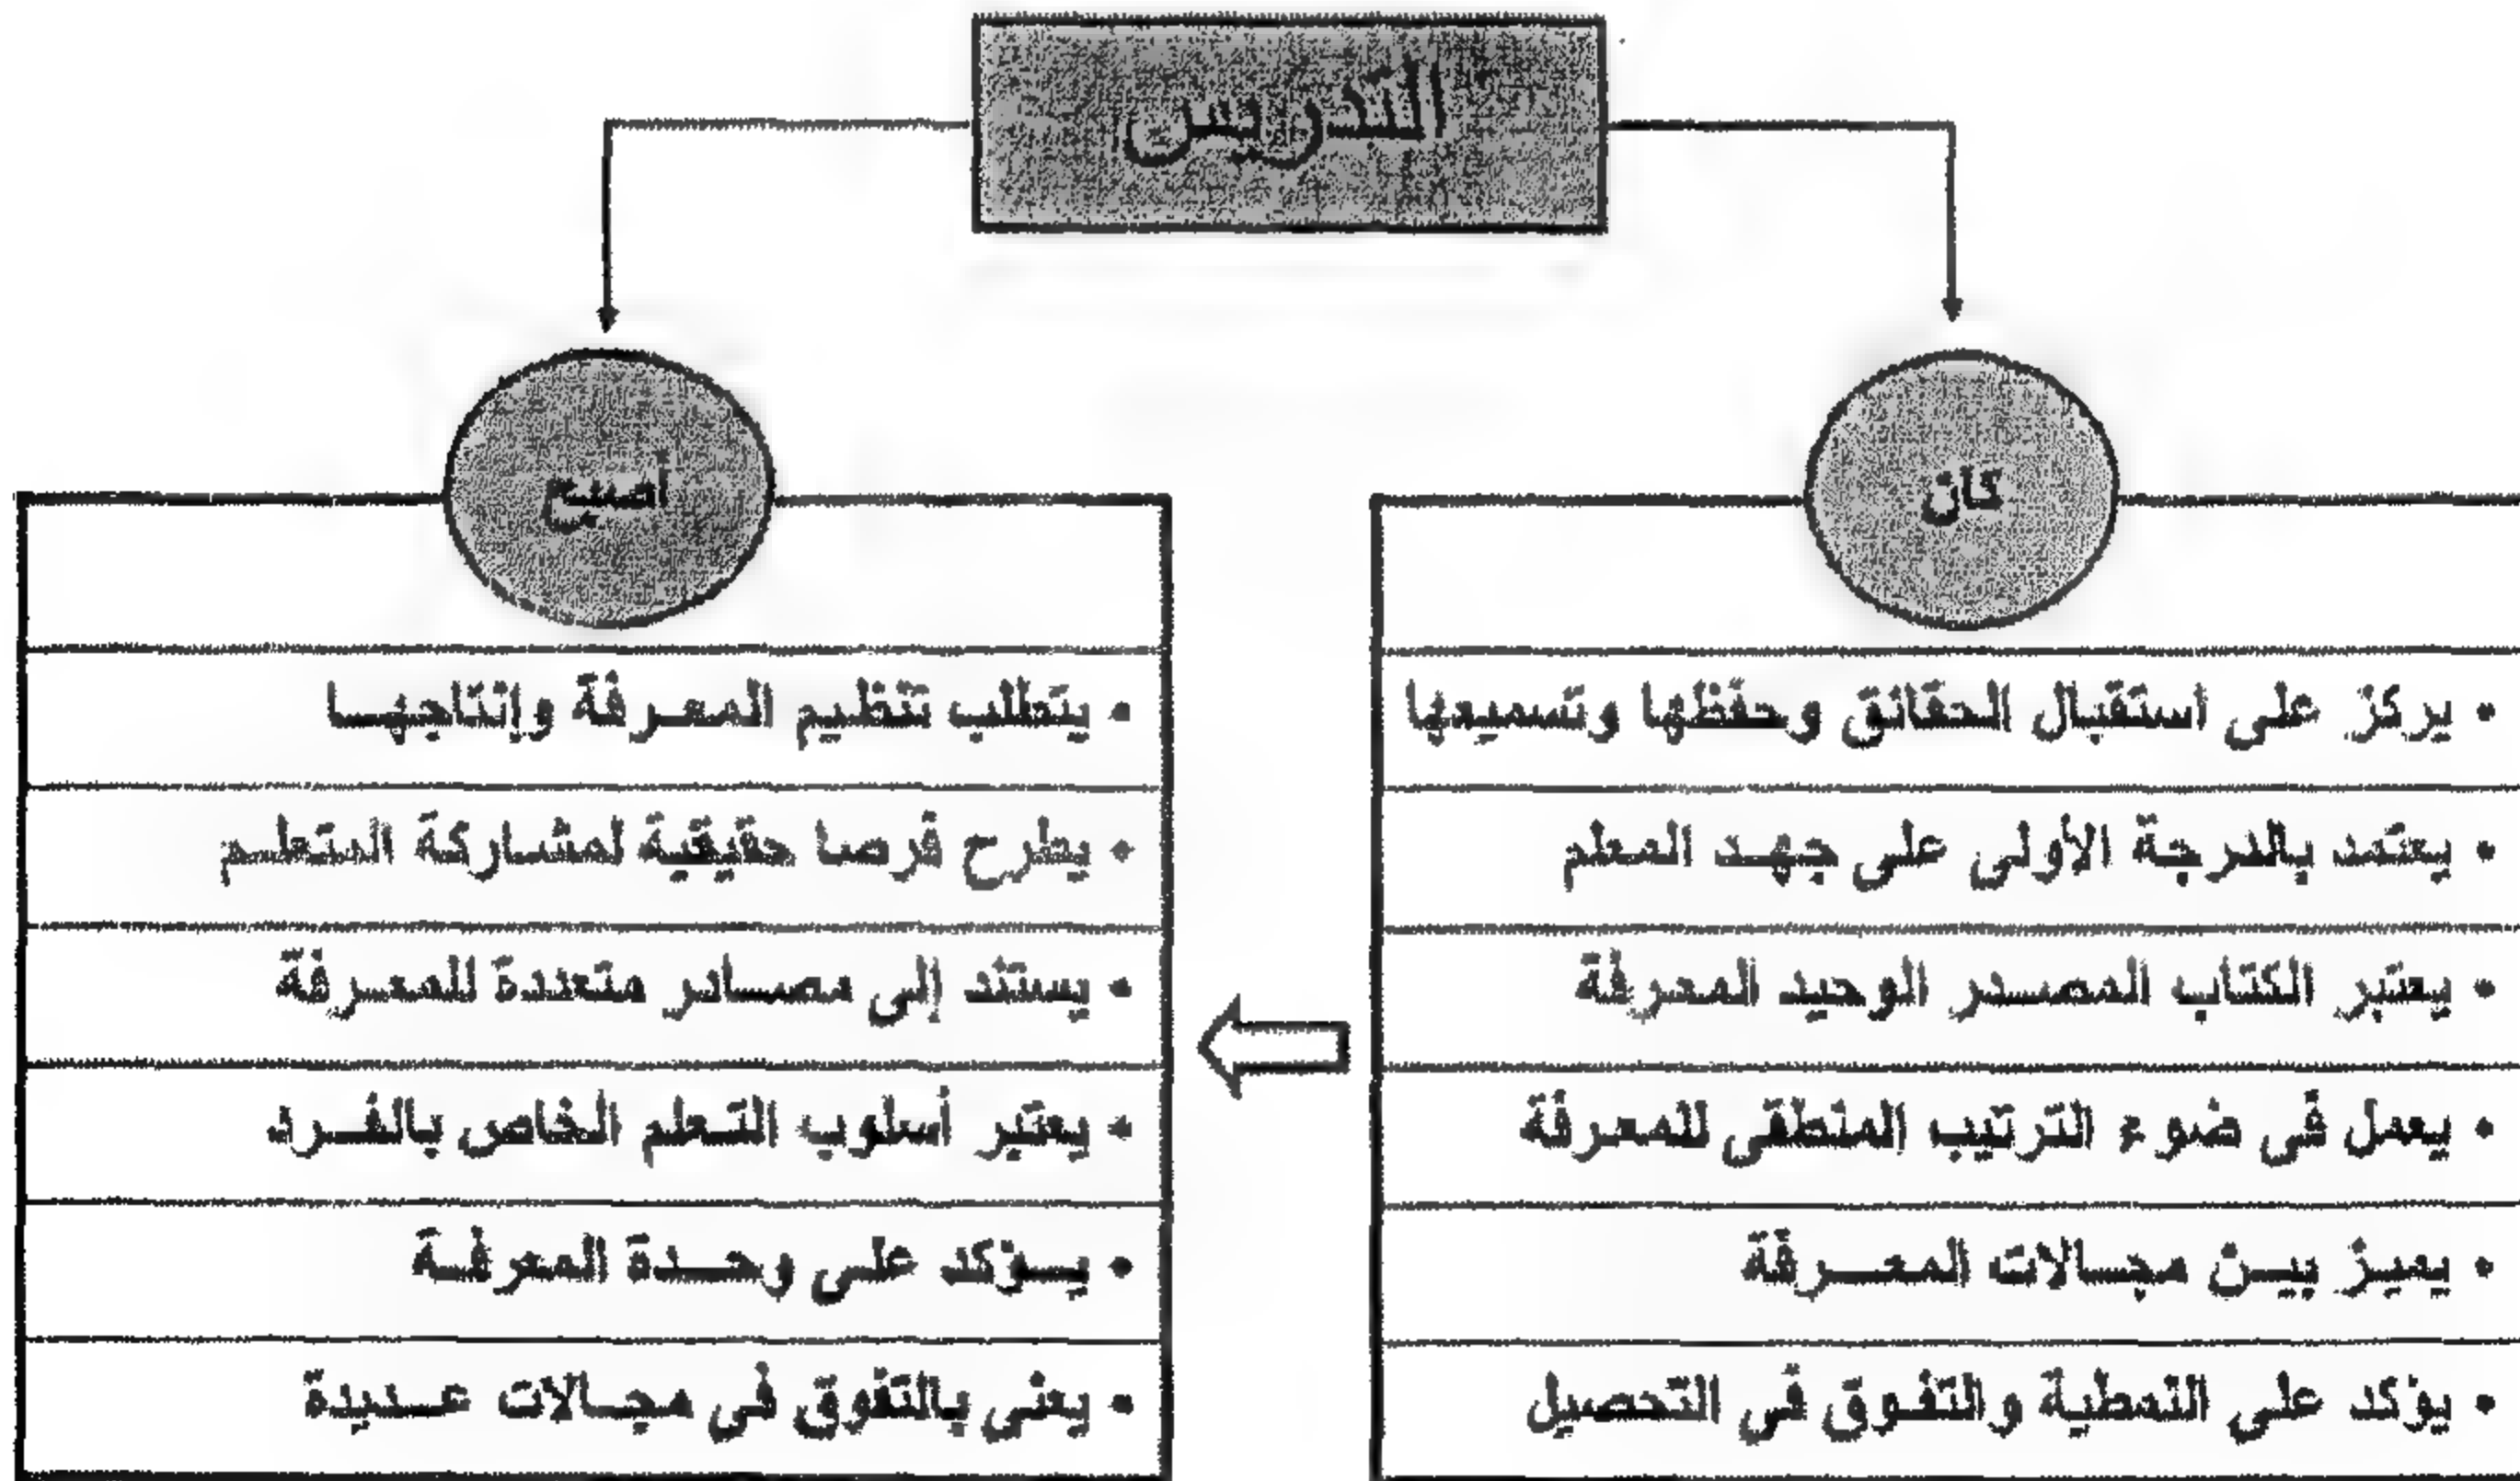 التدريس
كان
• يركز على استقبال الحقائق وحفظها وتسميعها
• يعتمد بالدرجة الأولى على جهد المعلم
• يعتبر الكتاب المصدر الوحيد المعرفة
• يعمل فى ضوء الترتيب المنطقى للمعرفة
• يميز بين مجالات المعرفة
• يؤكد على النمطية والتفوق في التحصيل
أصبح
• يتطلب تنظيم المعرفة وإنتاجها
• يطرح فرصا حقيقية لمشاركة المتعلم
• يستند إلى مصادر متعددة للمعرفة
• يعتبر أسلوب التعلم الخاص بالفرد
• يؤكد على وحدة المعرفة
• يعنى بالتفوق فى مجالات عديدة